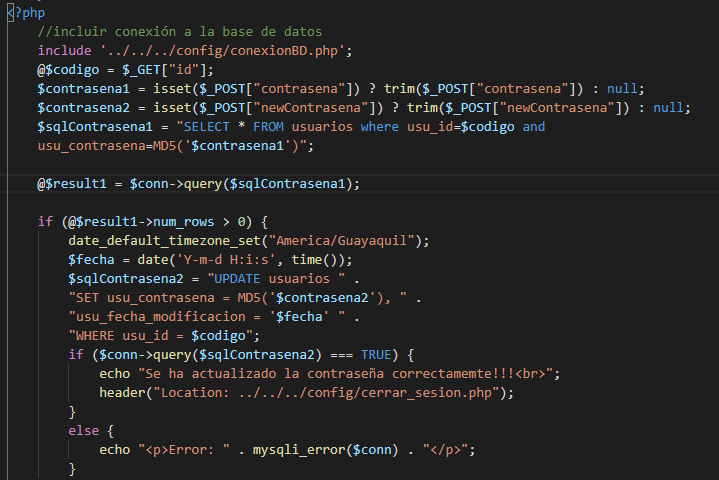 <?php
//incluir conexión a la base de datos
include '../../../config/conexionBD.php';
@$codigo = $_GET["id"];
$contrasena1 = isset($_POST["contrasena"]) ? trim($_POST["contrasena"]) : null;
$contrasena2 = isset($_POST["newContrasena"]) ? trim($_POST["newContrasena"]) : null;
$sqlContrasena1 = "SELECT * FROM usuarios where usu_id=$codigo and
usu_contrasena=MD5('$contrasena1')";
@$result1 = $conn->query($sqlContrasena1);
if (@$result1->num_rows > 0) {
date_default_timezone_set("America/Guayaquil");
$fecha = date('Y-m-d H:i:s', time());
$sqlContrasena2 = "UPDATE usuarios " .
"SET usu_contrasena = MD5('$contrasena2'), " .
"usu_fecha_modificacion = '$fecha' " .
"WHERE usu_id = $codigo";
if ($conn->query($sqlContrasena2) === TRUE) {
echo "Se ha actualizado la contraseña correctamemte!!!<br>";
header("Location: ../../../config/cerrar_sesion.php");
}
else {
echo "<p>Error: " . mysqli_error($conn) . "</p>";
}